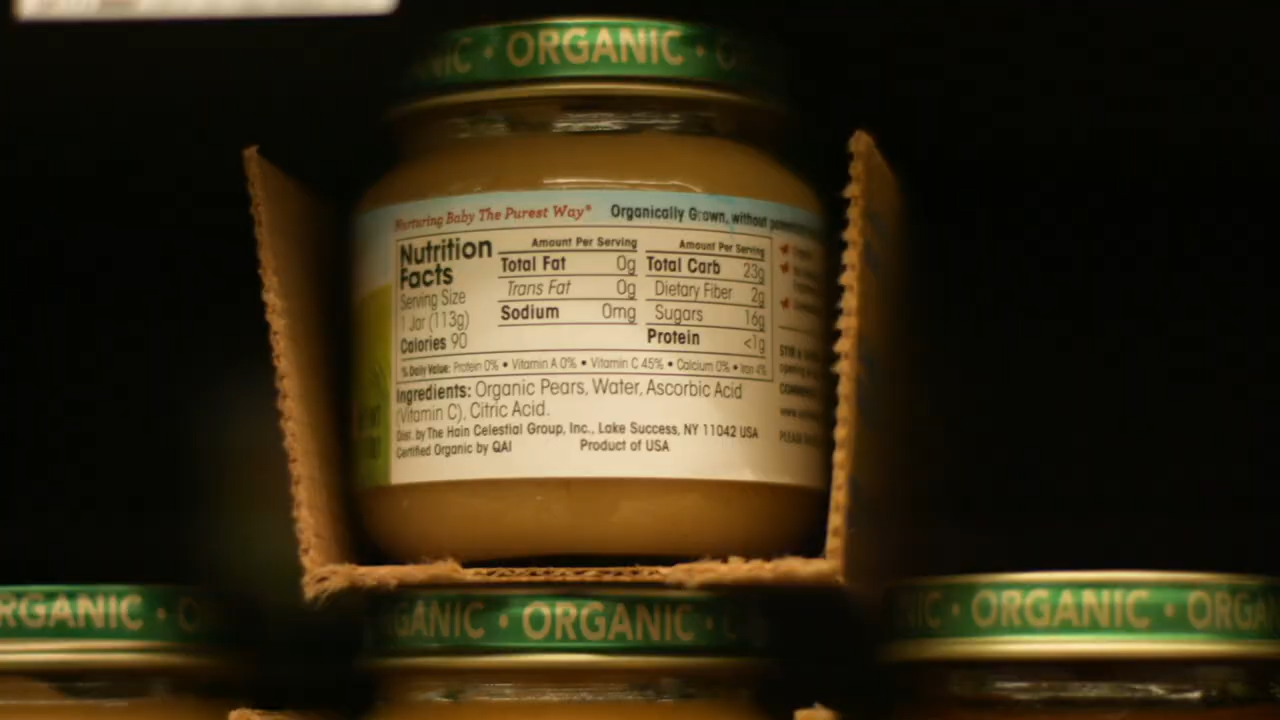 ORGANIC
Nurturing Baby The Purest Way® Organically Grown, without
Nutrition Facts
Serving Size
1 Jar (113g)
Calories 90
Amount Per Serving
Total Fat 0g
Trans Fat 0g
Sodium 0mg
Amount Per Serving
Total Carb 23g
Dietary Fiber 2g
Sugars 16g
Protein <1g
% Daily Value: Protein 0% • Vitamin A 0% • Vitamin C 45% • Calcium 0% • Iron 4%
Ingredients: Organic Pears, Water, Ascorbic Acid
(Vitamin C), Citric Acid.
Dist. by The Hain Celestial Group, Inc., Lake Success, NY 11042 USA
Certified Organic by QAI Product of USA
ORGANIC
ORGANIC
ORGANIC